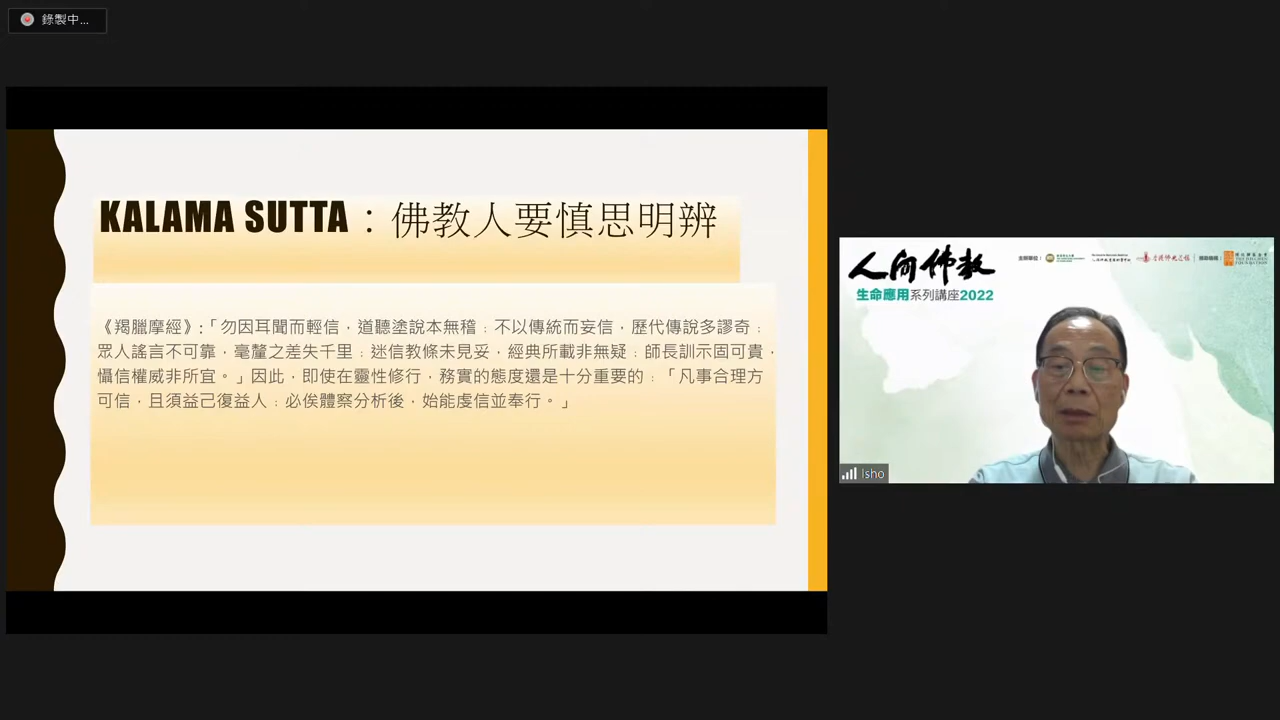 錄製中...
KALAMA SUTTA：佛教人要慎思明辨
《羯臘摩經》:「勿因耳聞而輕信，道聽塗說本無稽﹔不以傳統而妄信，歷代傳說多謬奇﹔
眾人謠言不可靠，毫釐之差失千里﹔迷信教條未見妥，經典所載非無疑﹔師長訓示固可貴，
懾信權威非所宜。」因此，即使在靈性修行，務實的態度還是十分重要的﹕「凡事合理方
可信，且須益己復益人﹔必俟體察分析後，始能虔信並奉行。」
人间佛教
生命應用系列講座2022
主辦單位：
Isho